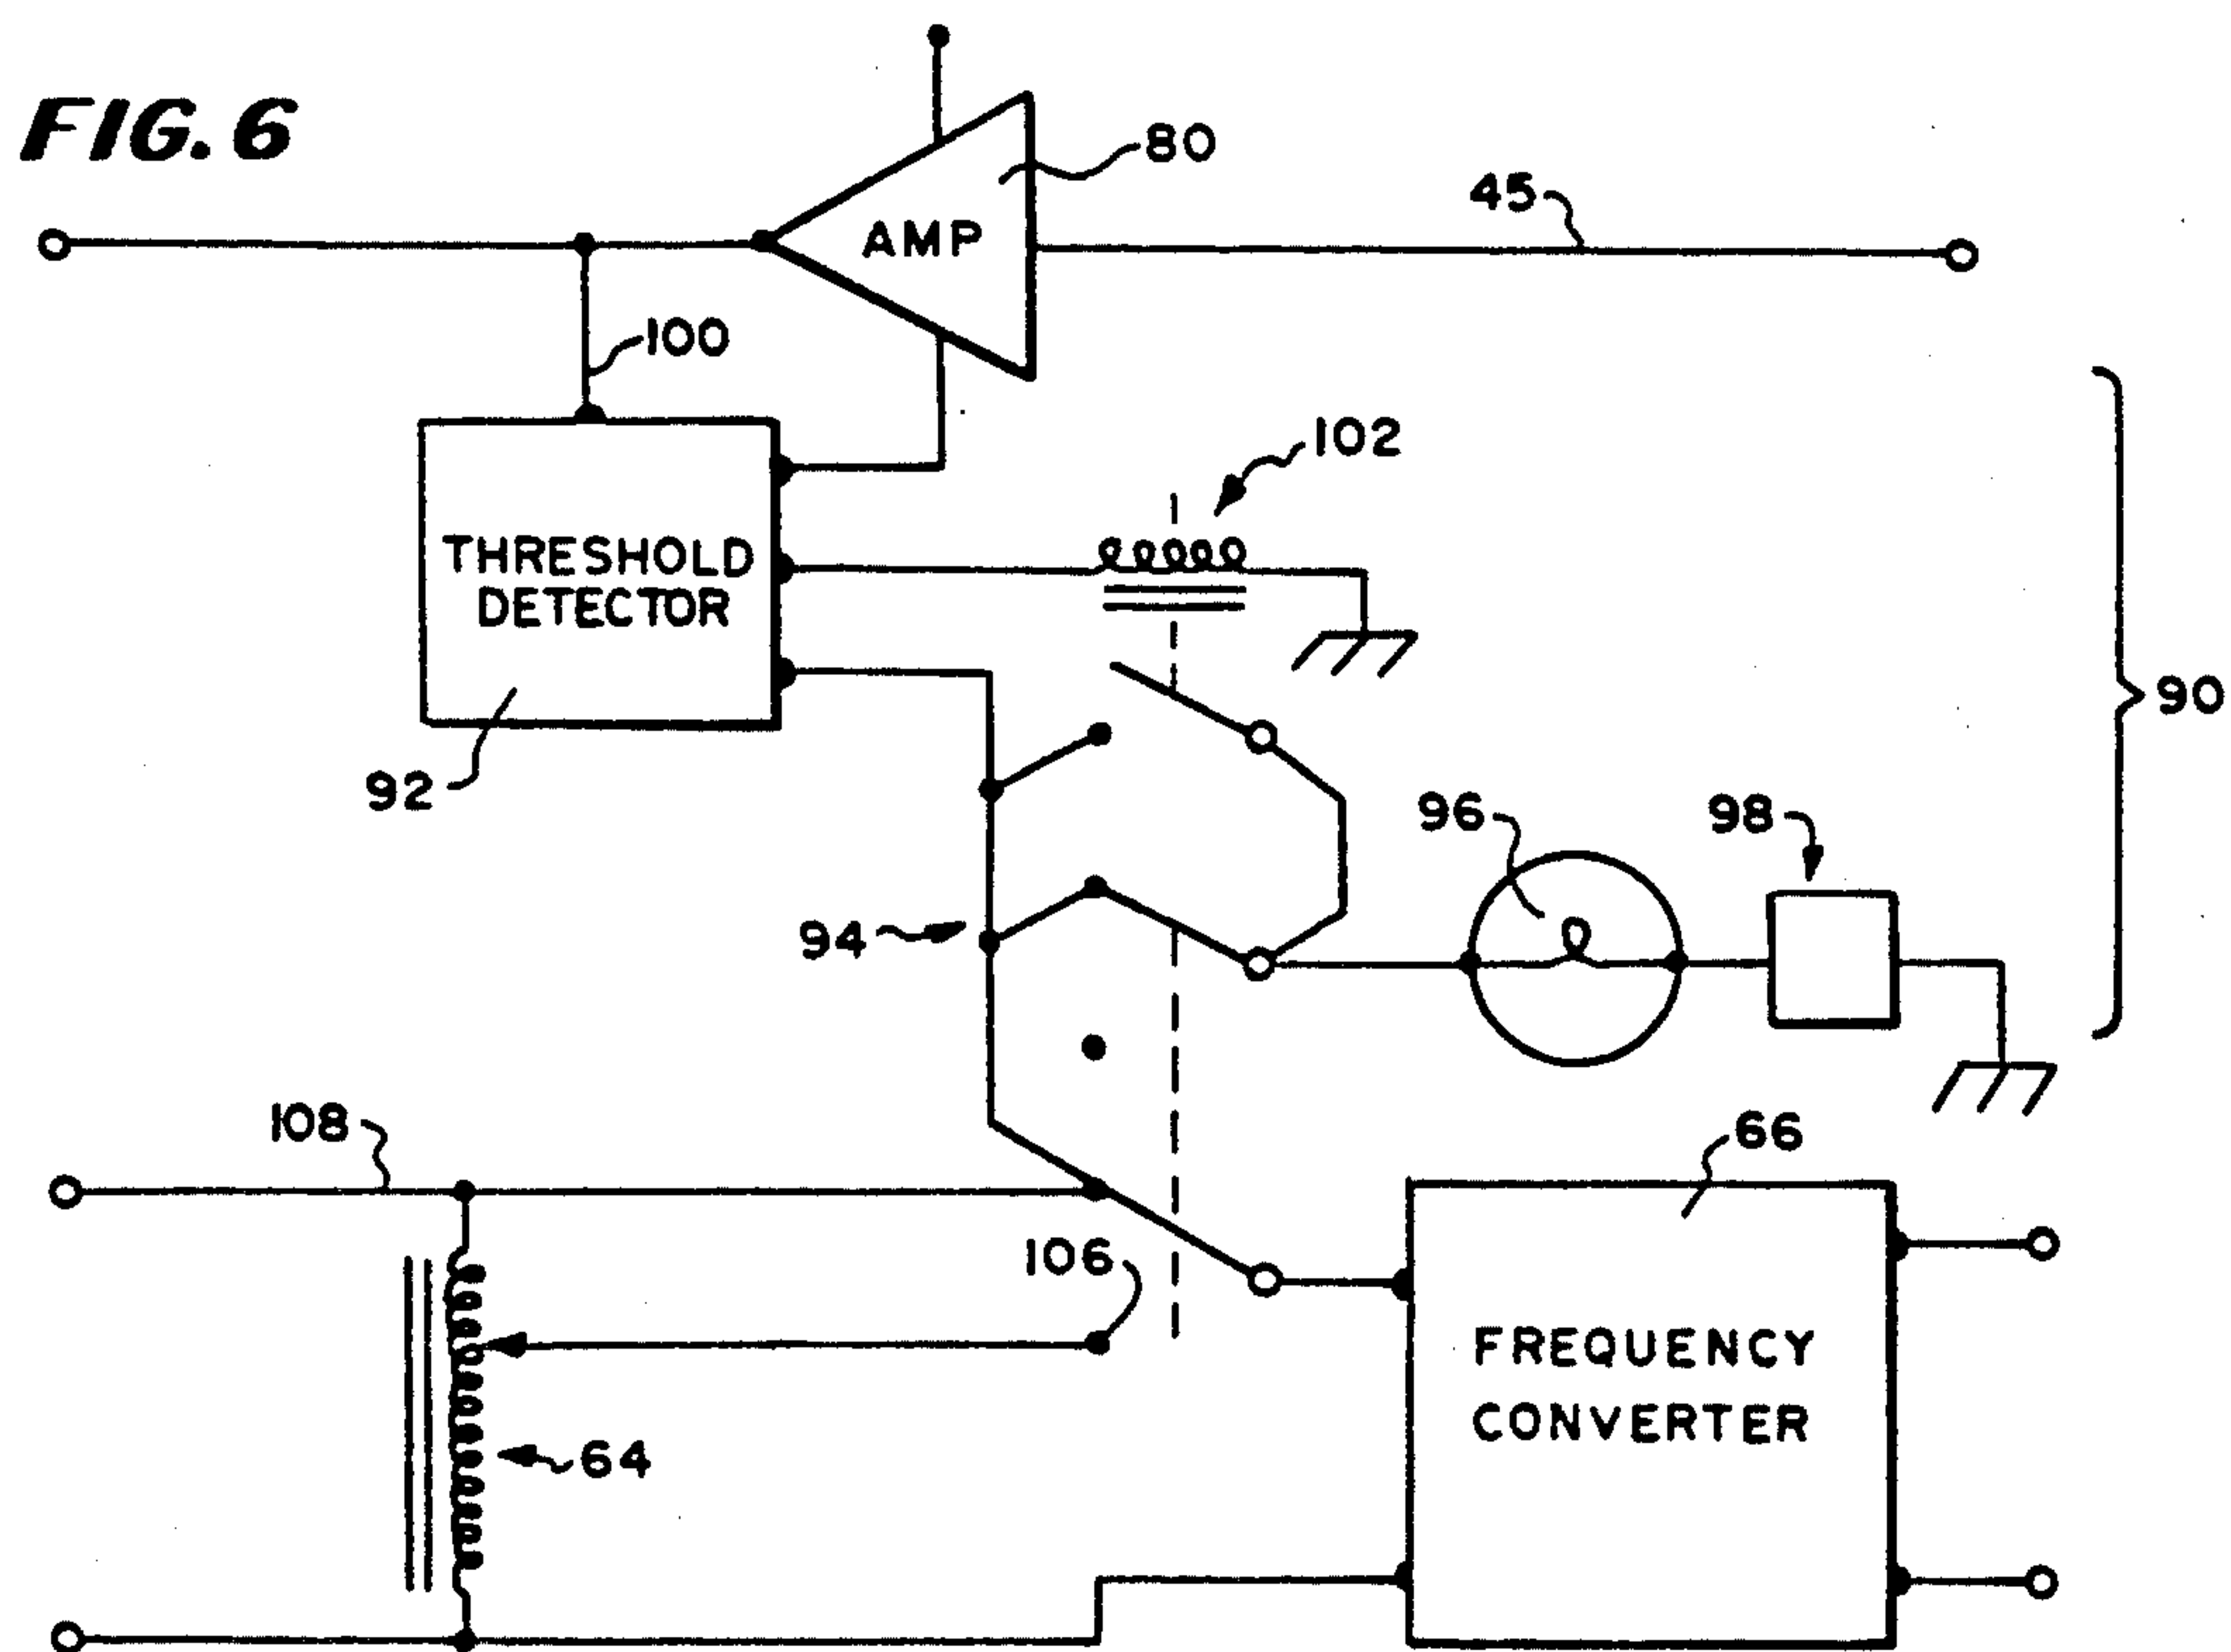 FIG. 6
80
AMP
45
100
102
THRESHOLD
DETECTOR
90
92
96
98
94
108
66
106
FREQUENCY
CONVERTER
64